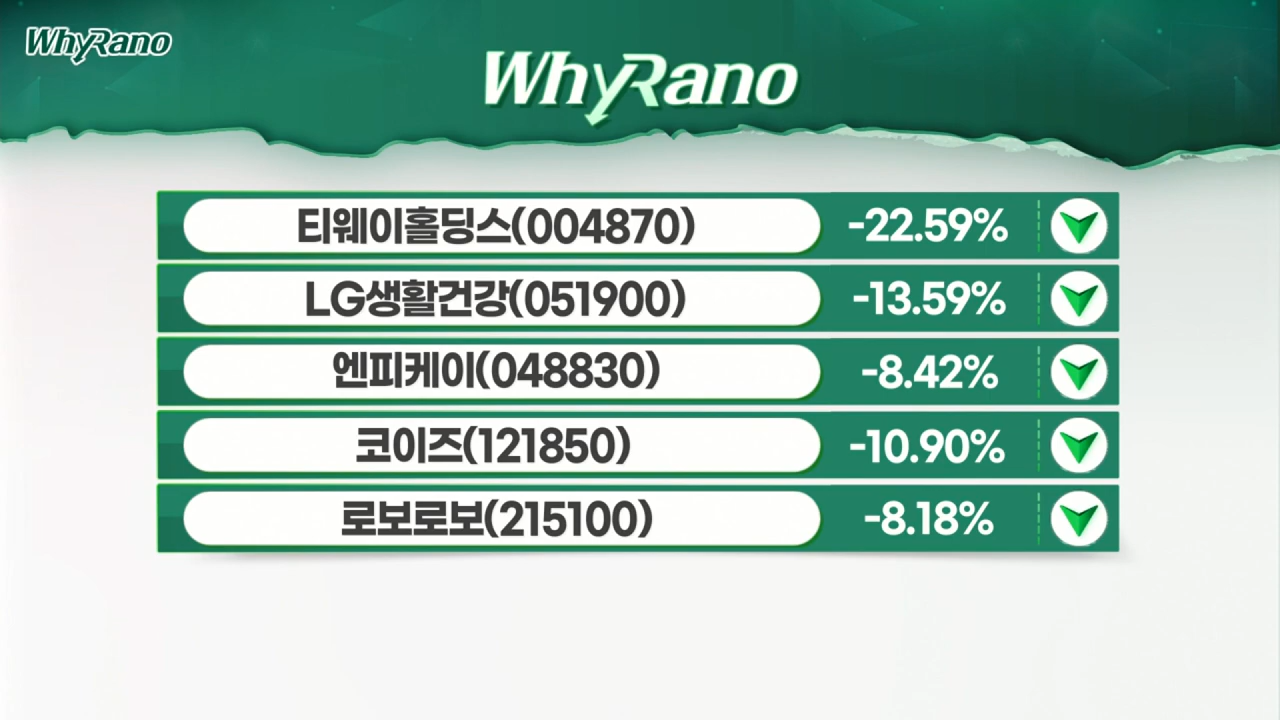 WhyRano
WhyRano
티웨이홀딩스(004870) -22.59%
LG생활건강(051900) -13.59%
엔피케이(048830) -8.42%
코이즈(121850) -10.90%
로보로보(215100) -8.18%